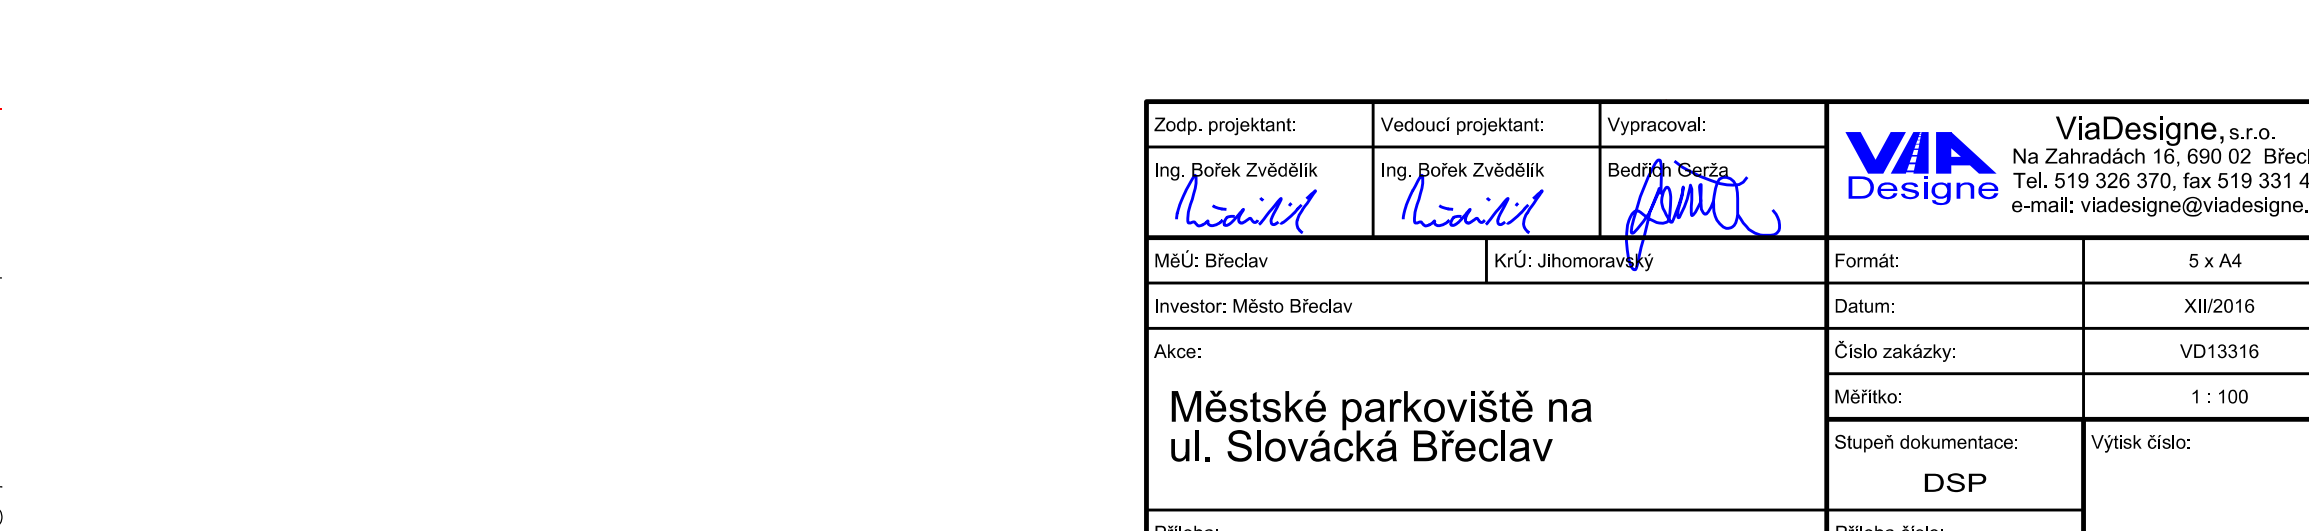 Zodp. projektant:
Vedoucí projektant:
Vypracoval:
Ing. Bořek Zvědělík
Ing. Bořek Zvědělík
Bedřich Gerža
VIA
Designe
ViaDesigne, s.r.o.
Na Zahradách 16, 690 02
Tel. 519 326 370, fax 519 331
e-mail: viadesigne@viadesigne.
MěÚ: Břeclav
KrÚ: Jihomoravský
Formát:
5 x A4
Investor: Město Břeclav
Datum:
XII/2016
Akce:
Číslo zakázky:
VD13316
Městské parkoviště na
ul. Slovácká Břeclav
Měřítko:
1 : 100
Stupeň dokumentace:
DSP
Výtisk číslo: